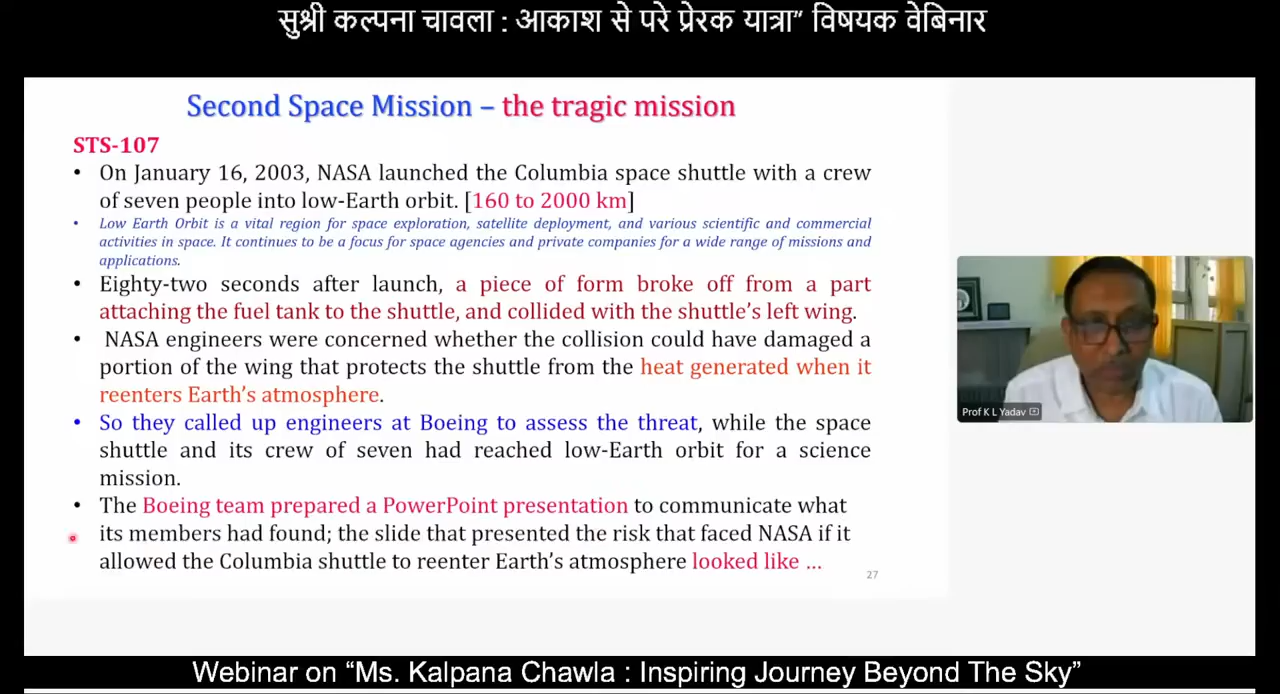 सुश्री कल्पना चावला : आकाश से परे प्रेरक यात्रा” विषयक वेबिनार
Second Space Mission – the tragic mission
STS-107
• On January 16, 2003, NASA launched the Columbia space shuttle with a crew
of seven people into low-Earth orbit. [160 to 2000 km]
• Low Earth Orbit is a vital region for space exploration, satellite deployment, and various scientific and commercial
activities in space. It continues to be a focus for space agencies and private companies for a wide range of missions and
applications.
• Eighty-two seconds after launch, a piece of form broke off from a part
attaching the fuel tank to the shuttle, and collided with the shuttle’s left wing.
• NASA engineers were concerned whether the collision could have damaged a
portion of the wing that protects the shuttle from the heat generated when it
reenters Earth’s atmosphere.
• So they called up engineers at Boeing to assess the threat, while the space
shuttle and its crew of seven had reached low-Earth orbit for a science
mission.
• The Boeing team prepared a PowerPoint presentation to communicate what
its members had found; the slide that presented the risk that faced NASA if it
allowed the Columbia shuttle to reenter Earth’s atmosphere looked like …
27
Prof K L Yadav
Webinar on “Ms. Kalpana Chawla : Inspiring Journey Beyond The Sky”